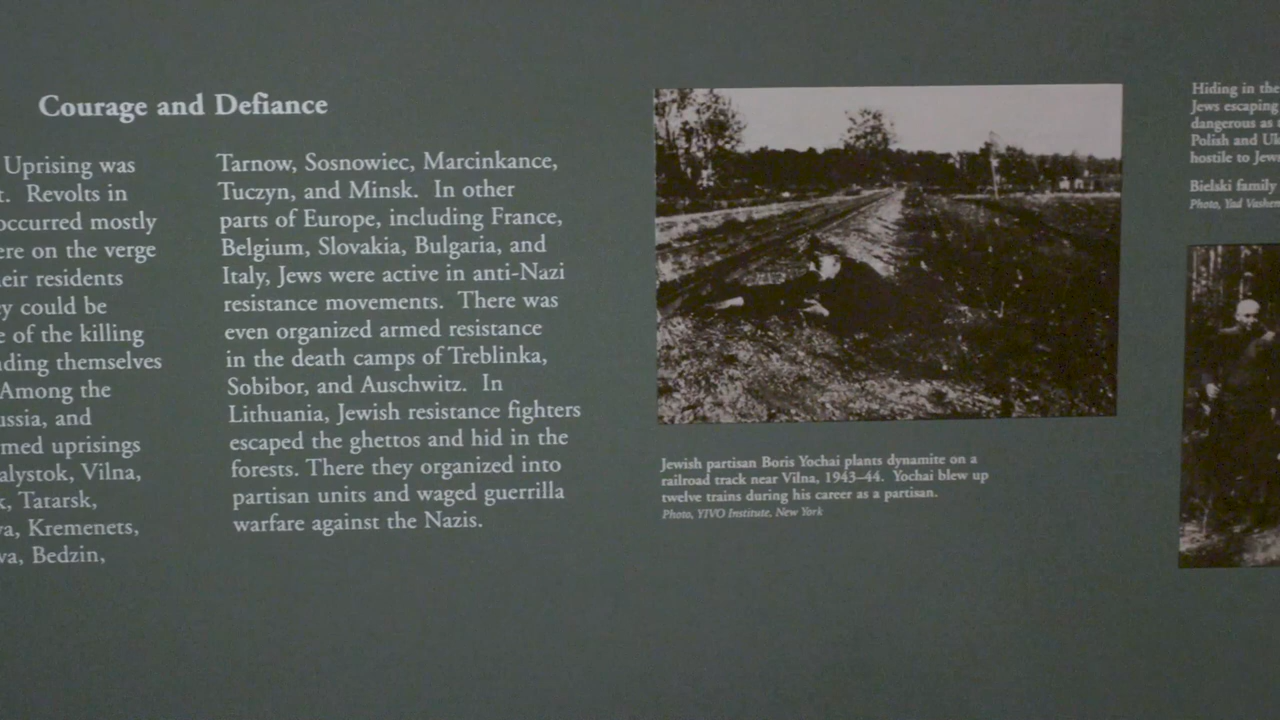 Courage and Defiance
Uprising was
t. Revolts in
occurred mostly
ere on the verge
eir residents
ey could be
e of the killing
nding themselves
Among the
ussia, and
med uprisings
alystok, Vilna,
k, Tatarsk,
va, Kremenets,
wa, Bedzin,
Tarnow, Sosnowiec, Marcinkance,
Tuczyn, and Minsk. In other
parts of Europe, including France,
Belgium, Slovakia, Bulgaria, and
Italy, Jews were active in anti-Nazi
resistance movements. There was
even organized armed resistance
in the death camps of Treblinka,
Sobibor, and Auschwitz. In
Lithuania, Jewish resistance fighters
escaped the ghettos and hid in the
forests. There they organized into
partisan units and waged guerrilla
warfare against the Nazis.
Jewish partisan Boris Yochai plants dynamite on a
railroad track near Vilna, 1943–44. Yochai blew up
twelve trains during his career as a partisan.
Photo, YIVO Institute, New York
Hiding in the
Jews escaping
dangerous as
Polish and Uk
hostile to Jew
Bielski family
Photo, Yad Vashem